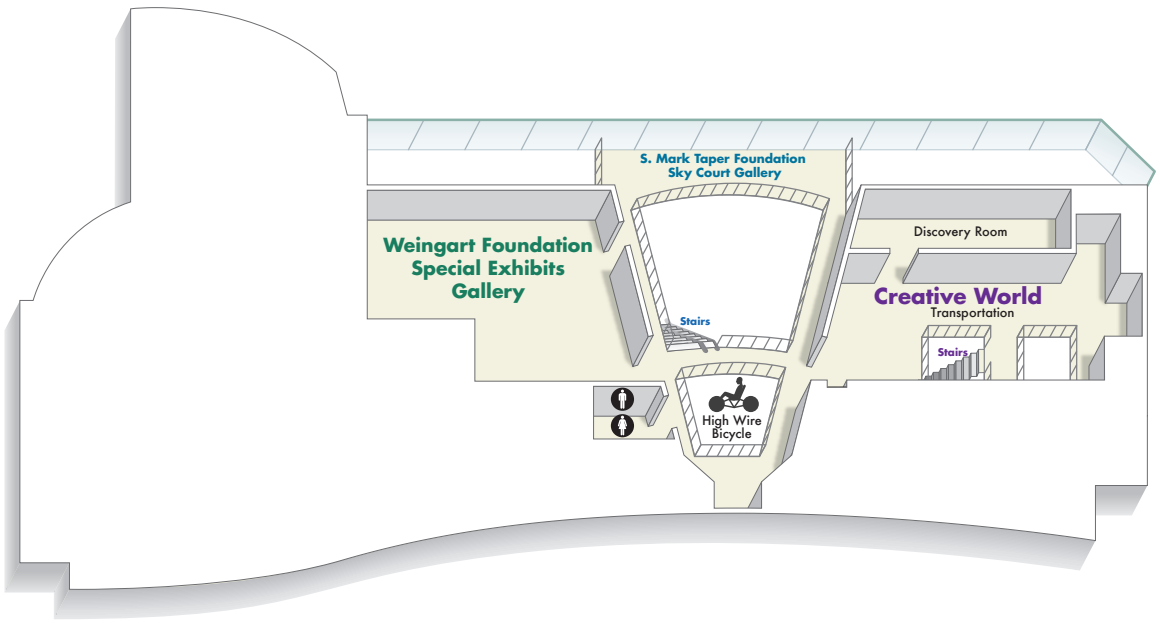 S. Mark Taper Foundation
Sky Court Gallery
Weingart Foundation
Special Exhibits
Gallery
Discovery Room
Creative World
Transportation
Stairs
Stairs
High Wire
Bicycle